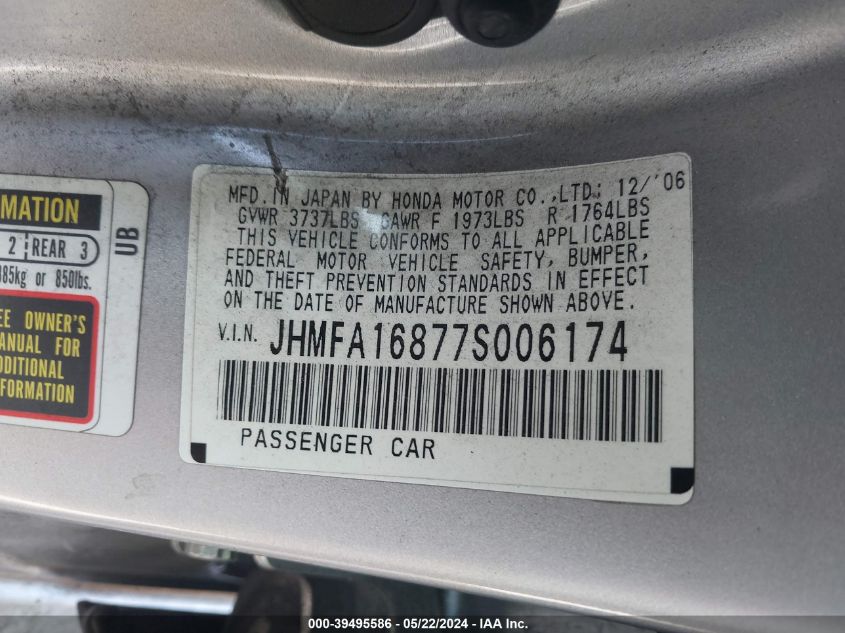 MATION
2 REAR 3
385kg or 850lbs.
EE OWNER'S
ANUAL FOR
DDITIONAL
FORMATION
UB
MFD. IN JAPAN BY HONDA MOTOR CO.,LTD: 12/'06
GVWR 3737LBS GAWR F 1973LBS R 1764LBS
THIS VEHICLE CONFORMS TO ALL APPLICABLE
FEDERAL MOTOR VEHICLE SAFETY, BUMPER,
AND THEFT PREVENTION STANDARDS IN EFFECT
ON THE DATE OF MANUFACTURE SHOWN ABOVE.
V.I.N. JHMFA16877S006174
PASSENGER CAR
000-39495586 - 05/22/2024 - IAA Inc.